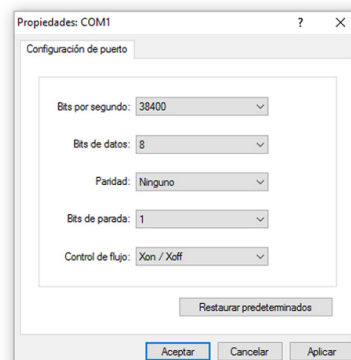 Propiedades: COM1 ? X
Configuración de puerto
Bits por segundo: 38400
Bits de datos: 8
Paridad: Ninguno
Bits de parada: 1
Control de flujo: Xon / Xoff
Restaurar predeterminados
Aceptar Cancelar Aplicar